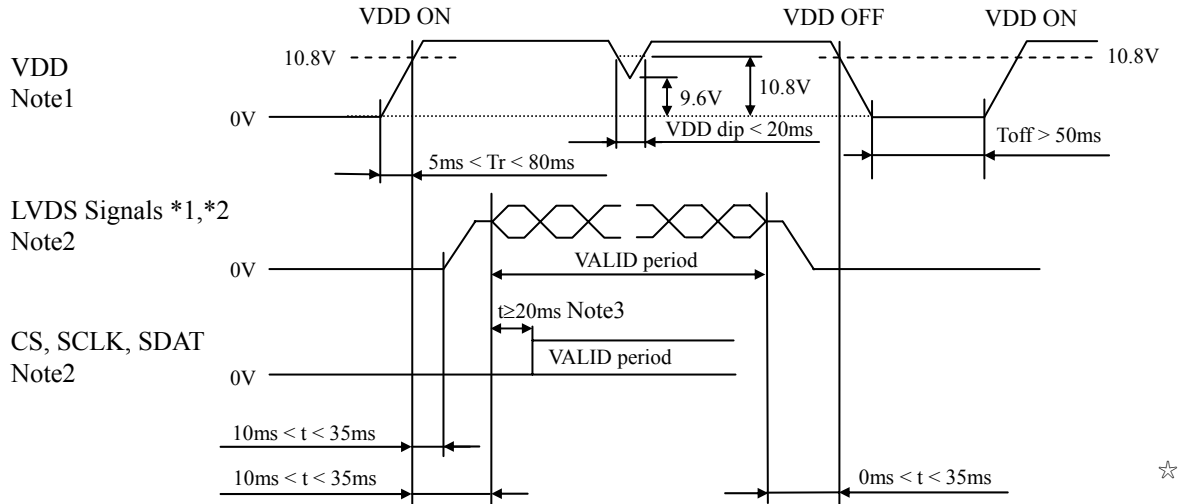 VDD ON VDD OFF VDD ON
VDD
Note1
10.8V 10.8V
9.6V 10.8V
0V
VDD dip < 20ms Toff > 50ms
5ms < Tr < 80ms
LVDS Signals *1,*2
Note2
0V VALID period
t≥20ms Note3
CS, SCLK, SDAT
Note2
0V VALID period
10ms < t < 35ms
10ms < t < 35ms 0ms < t < 35ms ☆